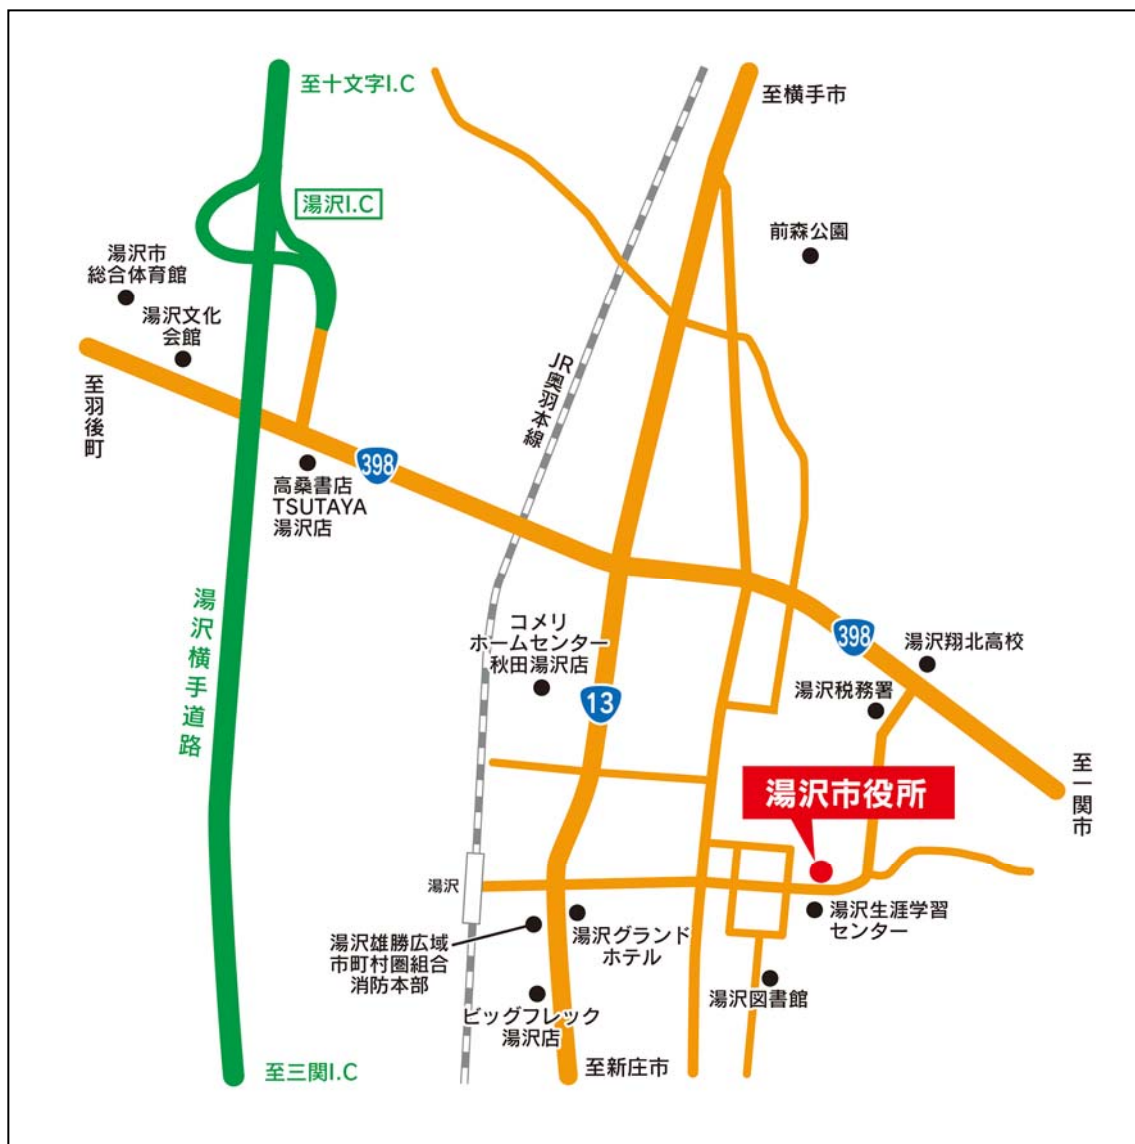 至十文字I.C
至横手市
湯沢I.C
前森公園
湯沢市
総合体育館
湯沢文化
会館
至羽後町
JR奥羽本線
398
高桑書店
TSUTAYA
湯沢店
湯沢横手道路
コメリ
ホームセンター
秋田湯沢店
398
湯沢翔北高校
湯沢税務署
13
至一関市
湯沢市役所
湯沢
湯沢生涯学習
センター
湯沢雄勝広域
市町村圏組合
消防本部
湯沢グランド
ホテル
湯沢図書館
ビッグフレック
湯沢店
至三関I.C
至新庄市